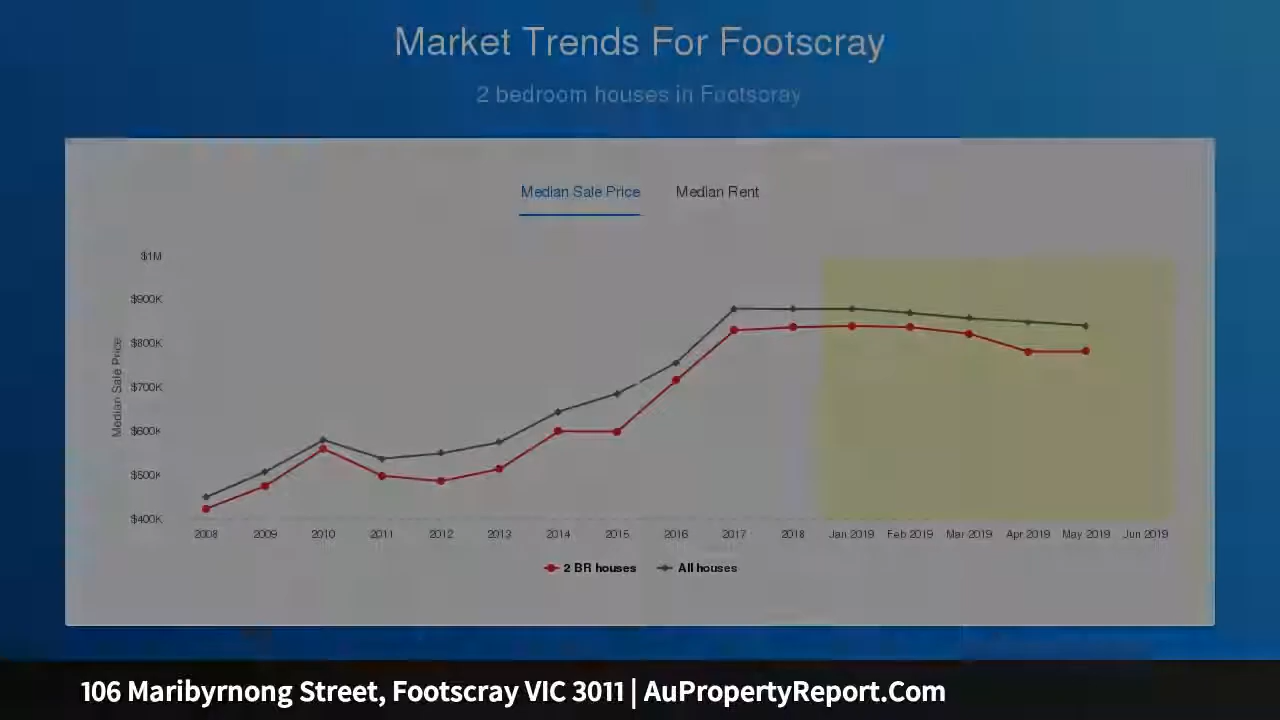 Market Trends For Footscray
2 bedroom houses in Footscray
Median Sale Price Median Rent
$1M
$900K
$800K
$700K
$600K
$500K
$400K
Median Sale Price
2008 2009 2010 2011 2012 2013 2014 2015 2016 2017 2018 Jan 2019 Feb 2019 Mar 2019 Apr 2019 May 2019 Jun 2019
2 BR houses All houses
106 Maribyrnong Street, Footscray VIC 3011 | AuPropertyReport.Com